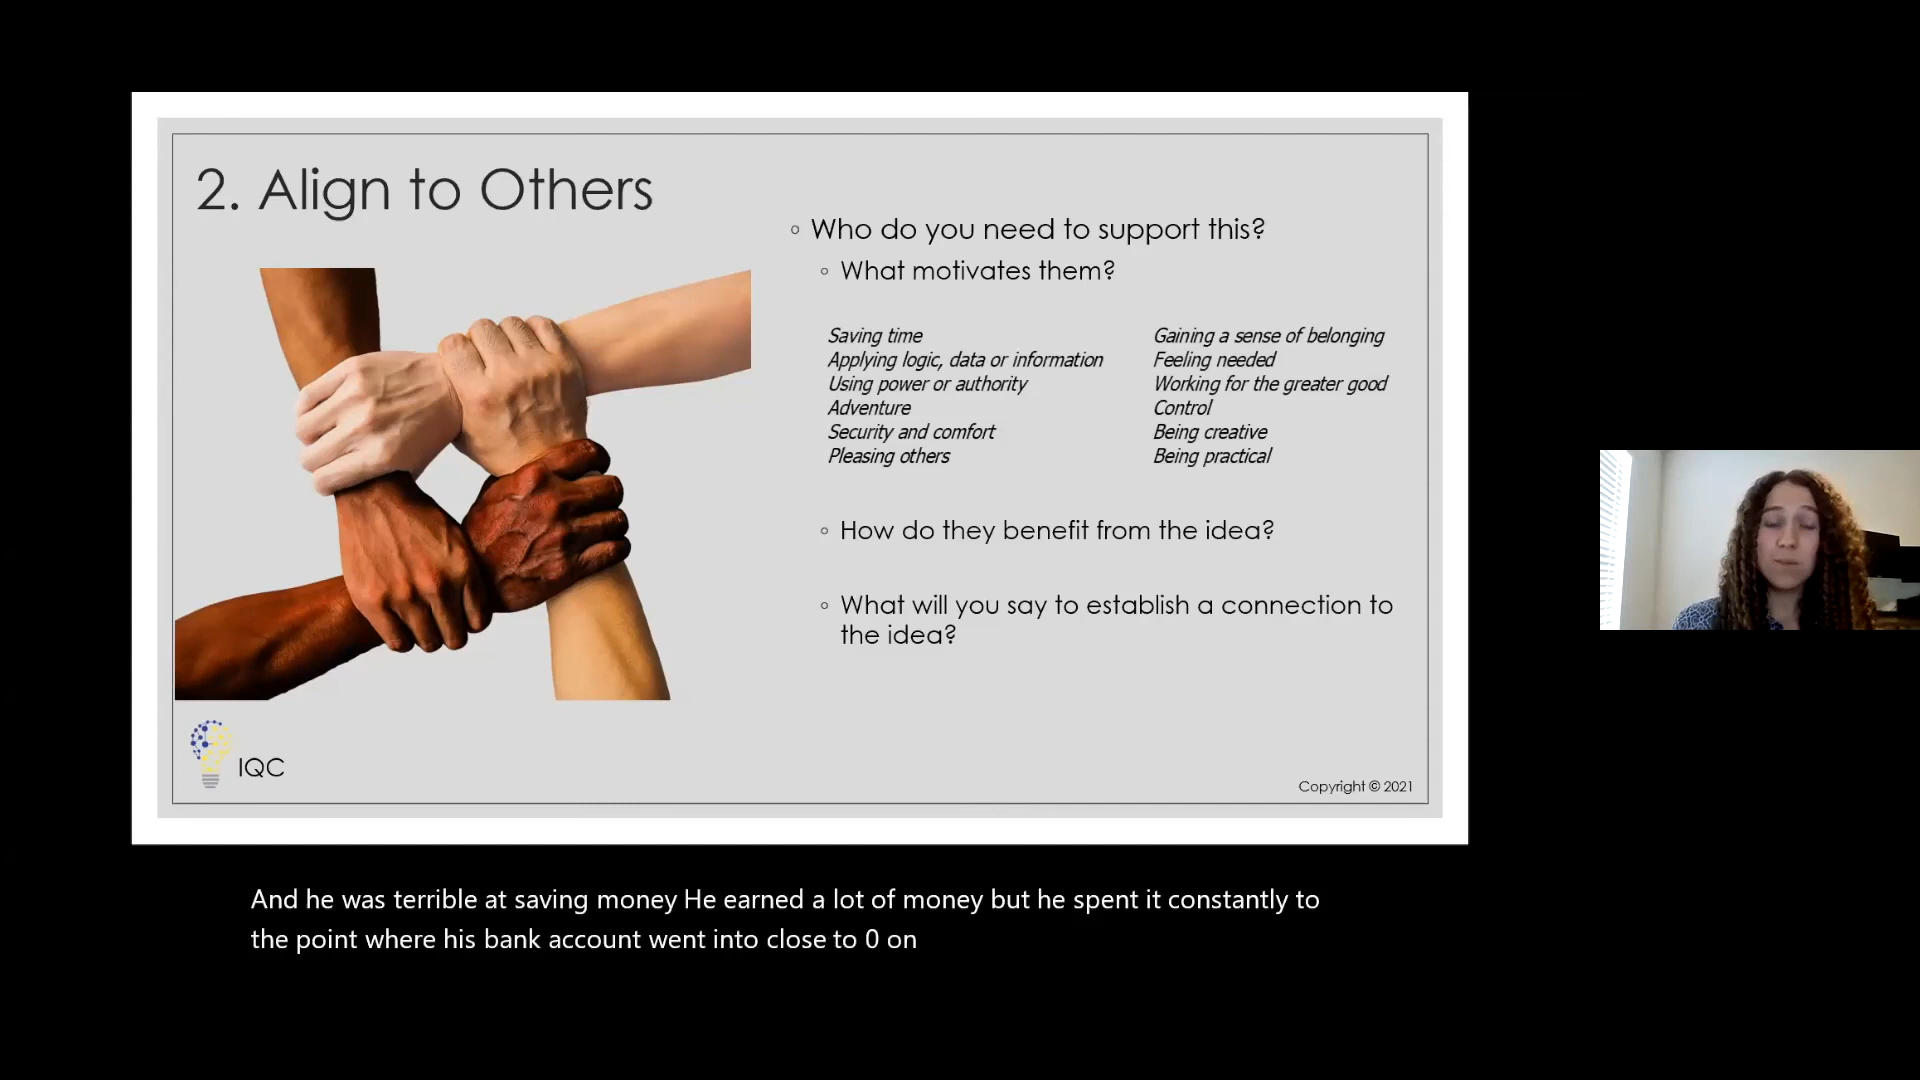 2. Align to Others
◦ Who do you need to support this?
◦ What motivates them?
Saving time
Applying logic, data or information
Using power or authority
Adventure
Security and comfort
Pleasing others
Gaining a sense of belonging
Feeling needed
Working for the greater good
Control
Being creative
Being practical
◦ How do they benefit from the idea?
◦ What will you say to establish a connection to
the idea?
IQC
Copyright © 2021
And he was terrible at saving money He earned a lot of money but he spent it constantly to
the point where his bank account went into close to 0 on